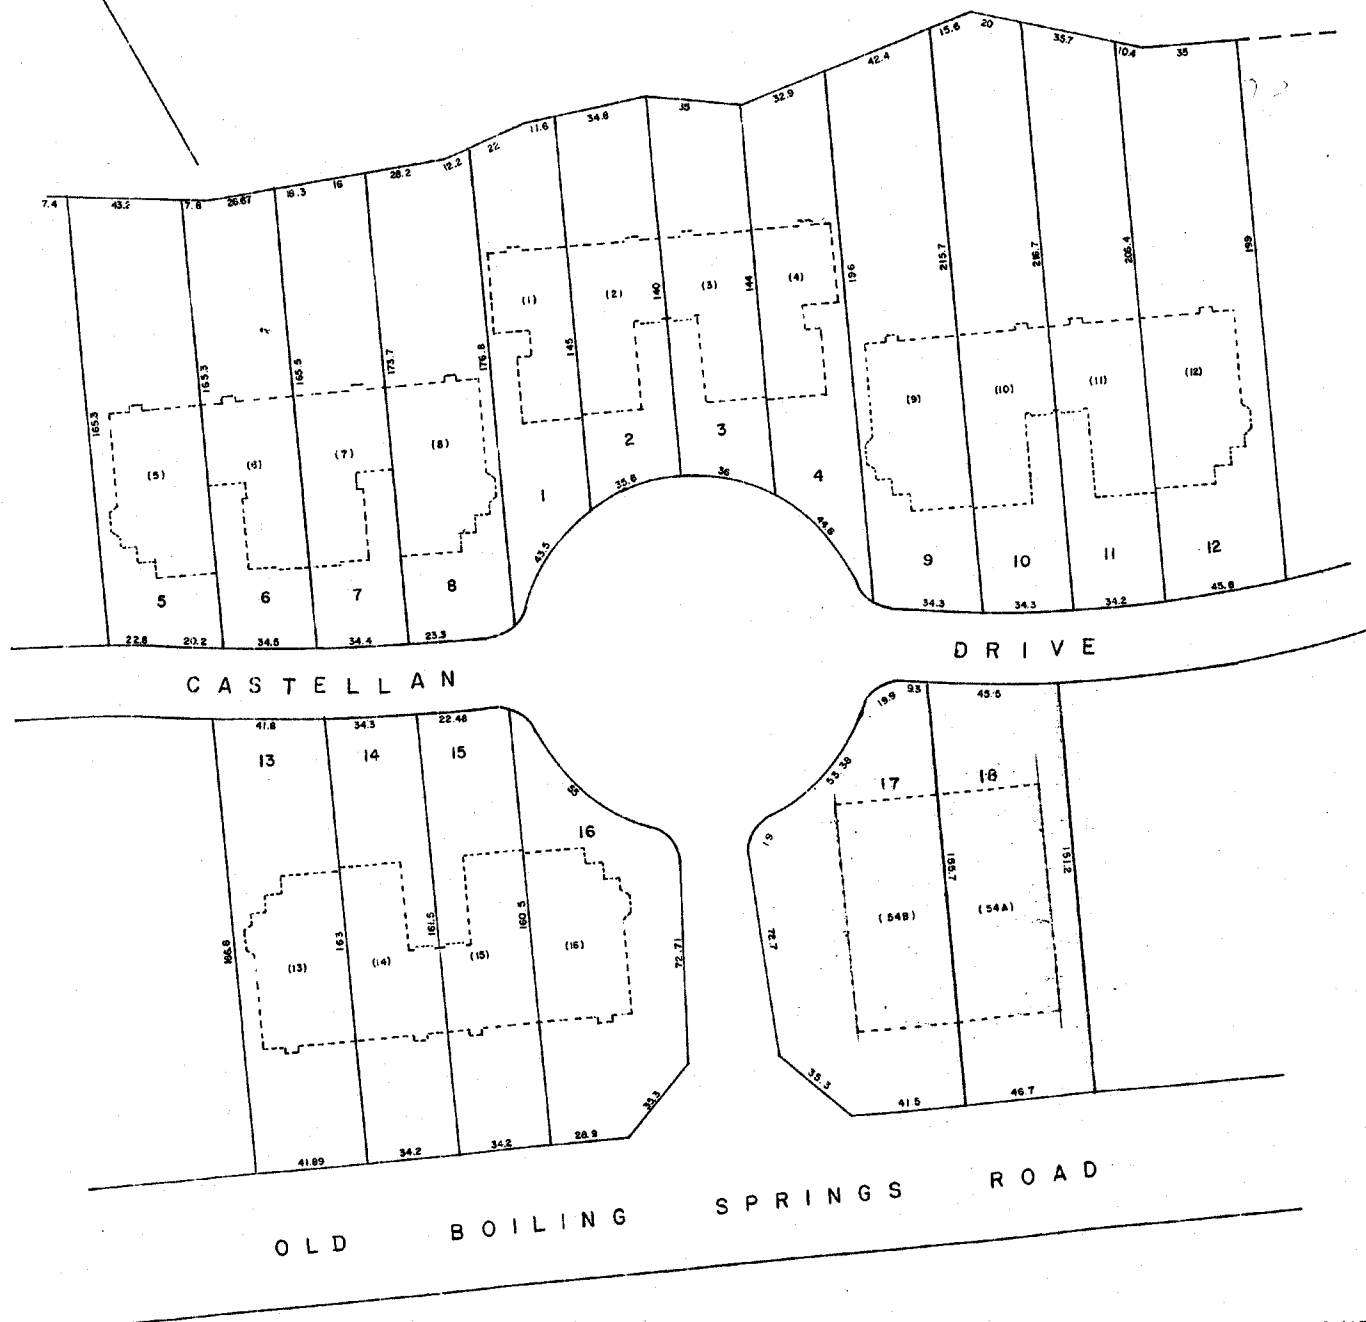 15.6 20 35.7 10.4 35
42.4
11.6 34.8 35 32.9
12.2 22
7.4 43.2 7.8 26.67 18.3 16 28.2
215.7 216.7 206.4 199
(1) (2) 140 (3) 144 (4) 196
165.3 165.3 165.5 173.7 176.8 145
(9) (10) (11) (12)
(5) (6) (7) (8)
1 2 3 4
43.5 35.8 36 44.6
5 6 7 8 9 10 11 12
22.8 20.2 34.5 34.4 23.3 34.3 34.3 34.2 45.8
CASTELLAN DRIVE
41.8 34.3 22.48 19.9 9.3 45.5
13 14 15 16 17 18
55 53.38
19
166.8 163 161.5 160.5 72.71 72.7 155.7 151.2
(13) (14) (15) (16) (54B) (54A)
41.89 34.2 34.2 28.9 35.3 35.3 41.5 46.7
OLD BOILING SPRINGS ROAD